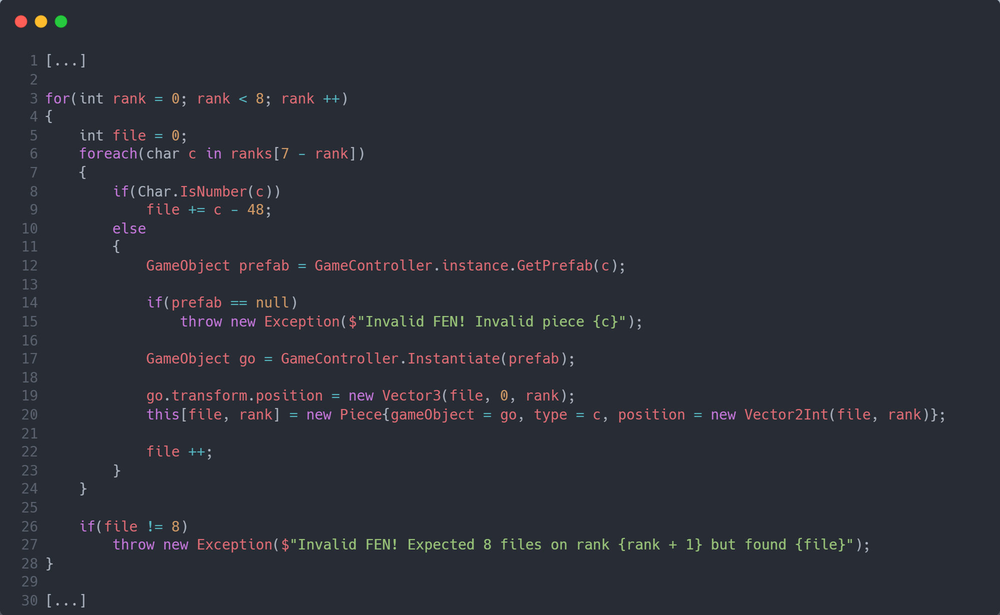 1 [...]
2
3 for(int rank = 0; rank < 8; rank ++)
4 {
5     int file = 0;
6     foreach(char c in ranks[7 - rank])
7     {
8         if(Char.IsNumber(c))
9             file += c - 48;
10         else
11         {
12             GameObject prefab = GameController.instance.GetPrefab(c);
13
14             if(prefab == null)
15                 throw new Exception($"Invalid FEN! Invalid piece {c}");
16
17             GameObject go = GameController.Instantiate(prefab);
18
19             go.transform.position = new Vector3(file, 0, rank);
20             this[file, rank] = new Piece{gameObject = go, type = c, position = new Vector2Int(file, rank)};
21
22             file ++;
23         }
24     }
25
26     if(file != 8)
27         throw new Exception($"Invalid FEN! Expected 8 files on rank {rank + 1} but found {file}");
28 }
29
30 [...]